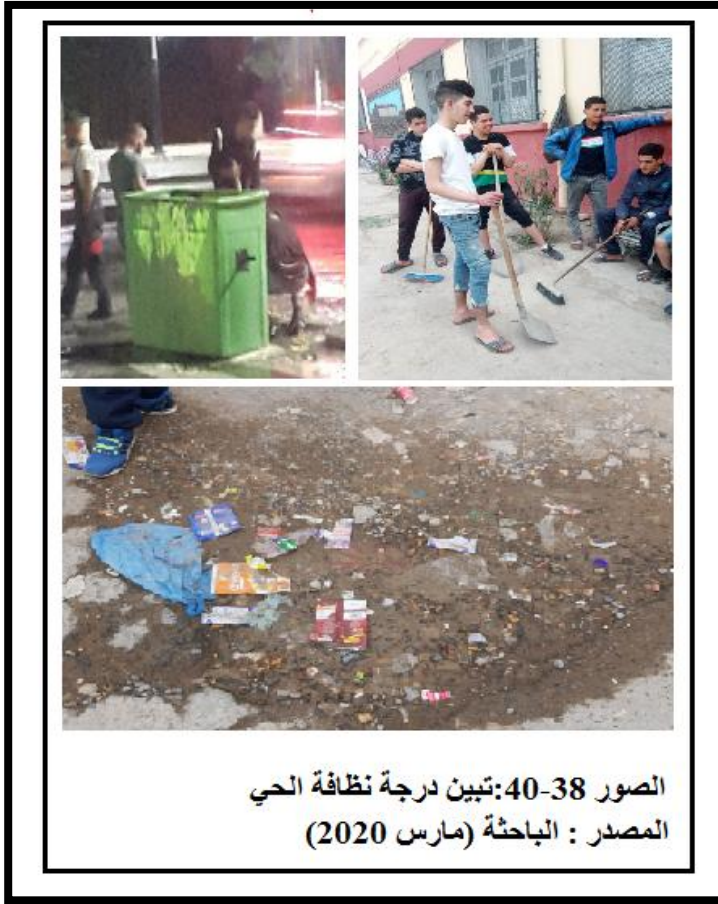 الصور 38-40:تبين درجة نظافة الحي
المصدر : الباحثة (مارس 2020)